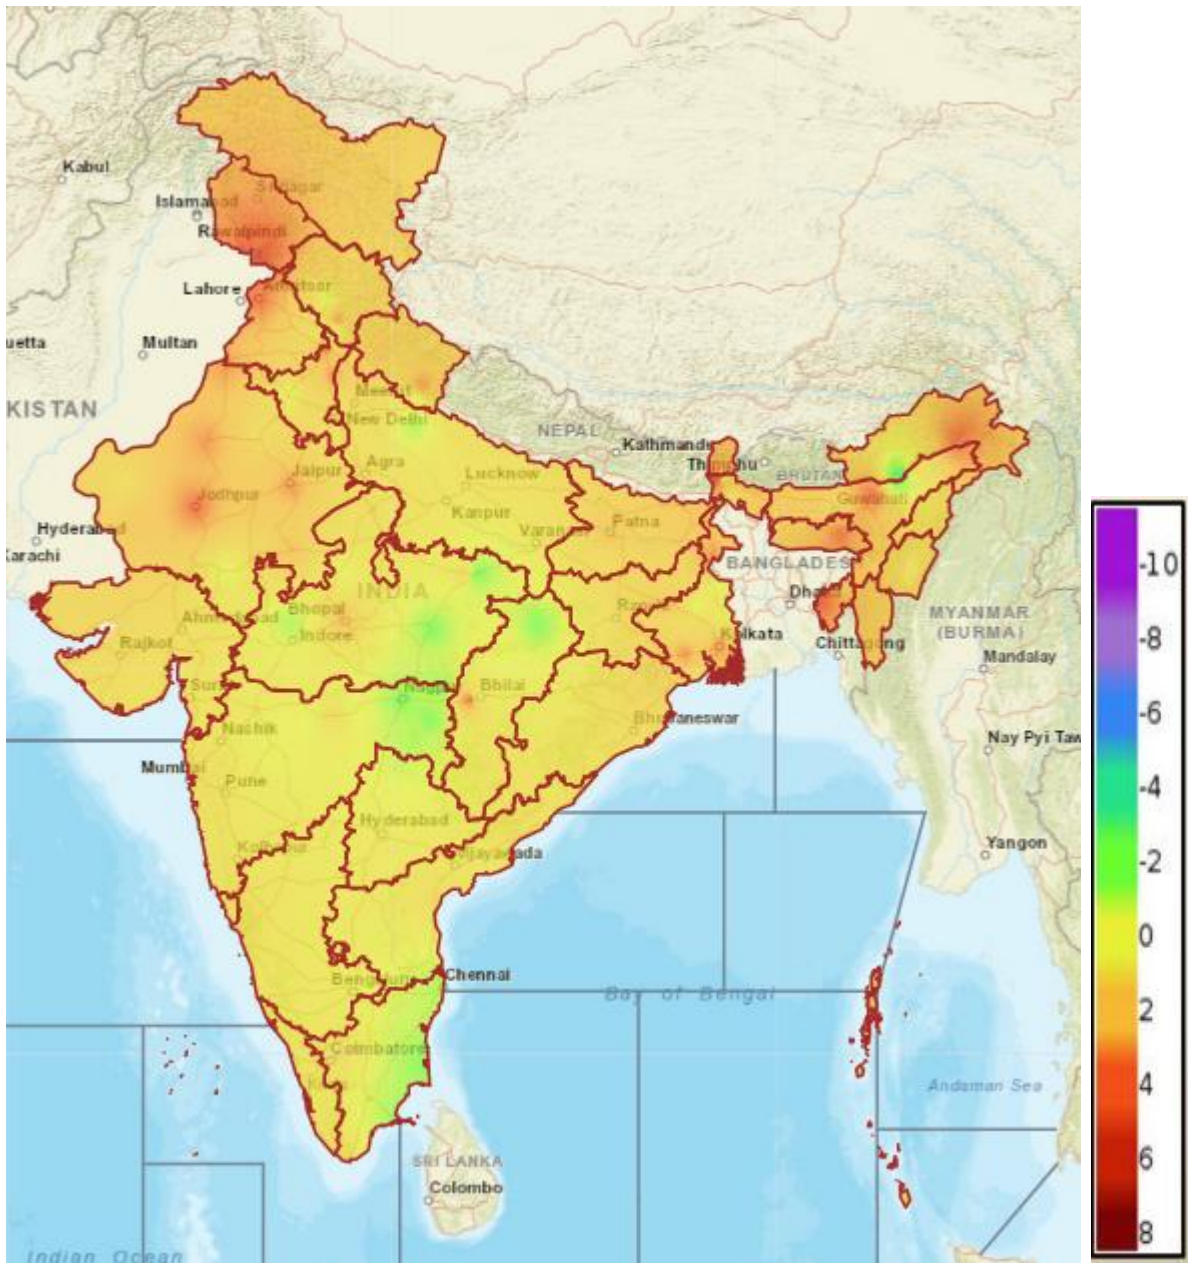 Kabul
Srinagar
Islamabad
Rawalpindi
Lahore
Amritsar
uetta
Multan
Meerut
KISTAN
New Delhi
NEPAL
Kathmandu
Thimphu
BHUTAN
Agra
Lucknow
Jaipur
Jodhpur
Guwahati
Kanpur
Patna
Varanasi
Hyderabad
Karachi
BANGLADESH
INDIA
Dhaka
Ahmedabad
Bhopal
Ranchi
MYANMAR
(BURMA)
Rajkot
Indore
Kolkata
Chittagong
Mandalay
Surat
Nagpur
Bhilai
Nashik
Bhubaneswar
Nay Pyi Taw
Mumbai
Pune
Hyderabad
Kolhapur
Vijayawada
Yangon
Bengaluru
Chennai
Bay of Bengal
Coimbatore
Andaman Sea
SRI LANKA
Colombo
Indian Ocean
-10
-8
-6
-4
-2
0
2
4
6
8